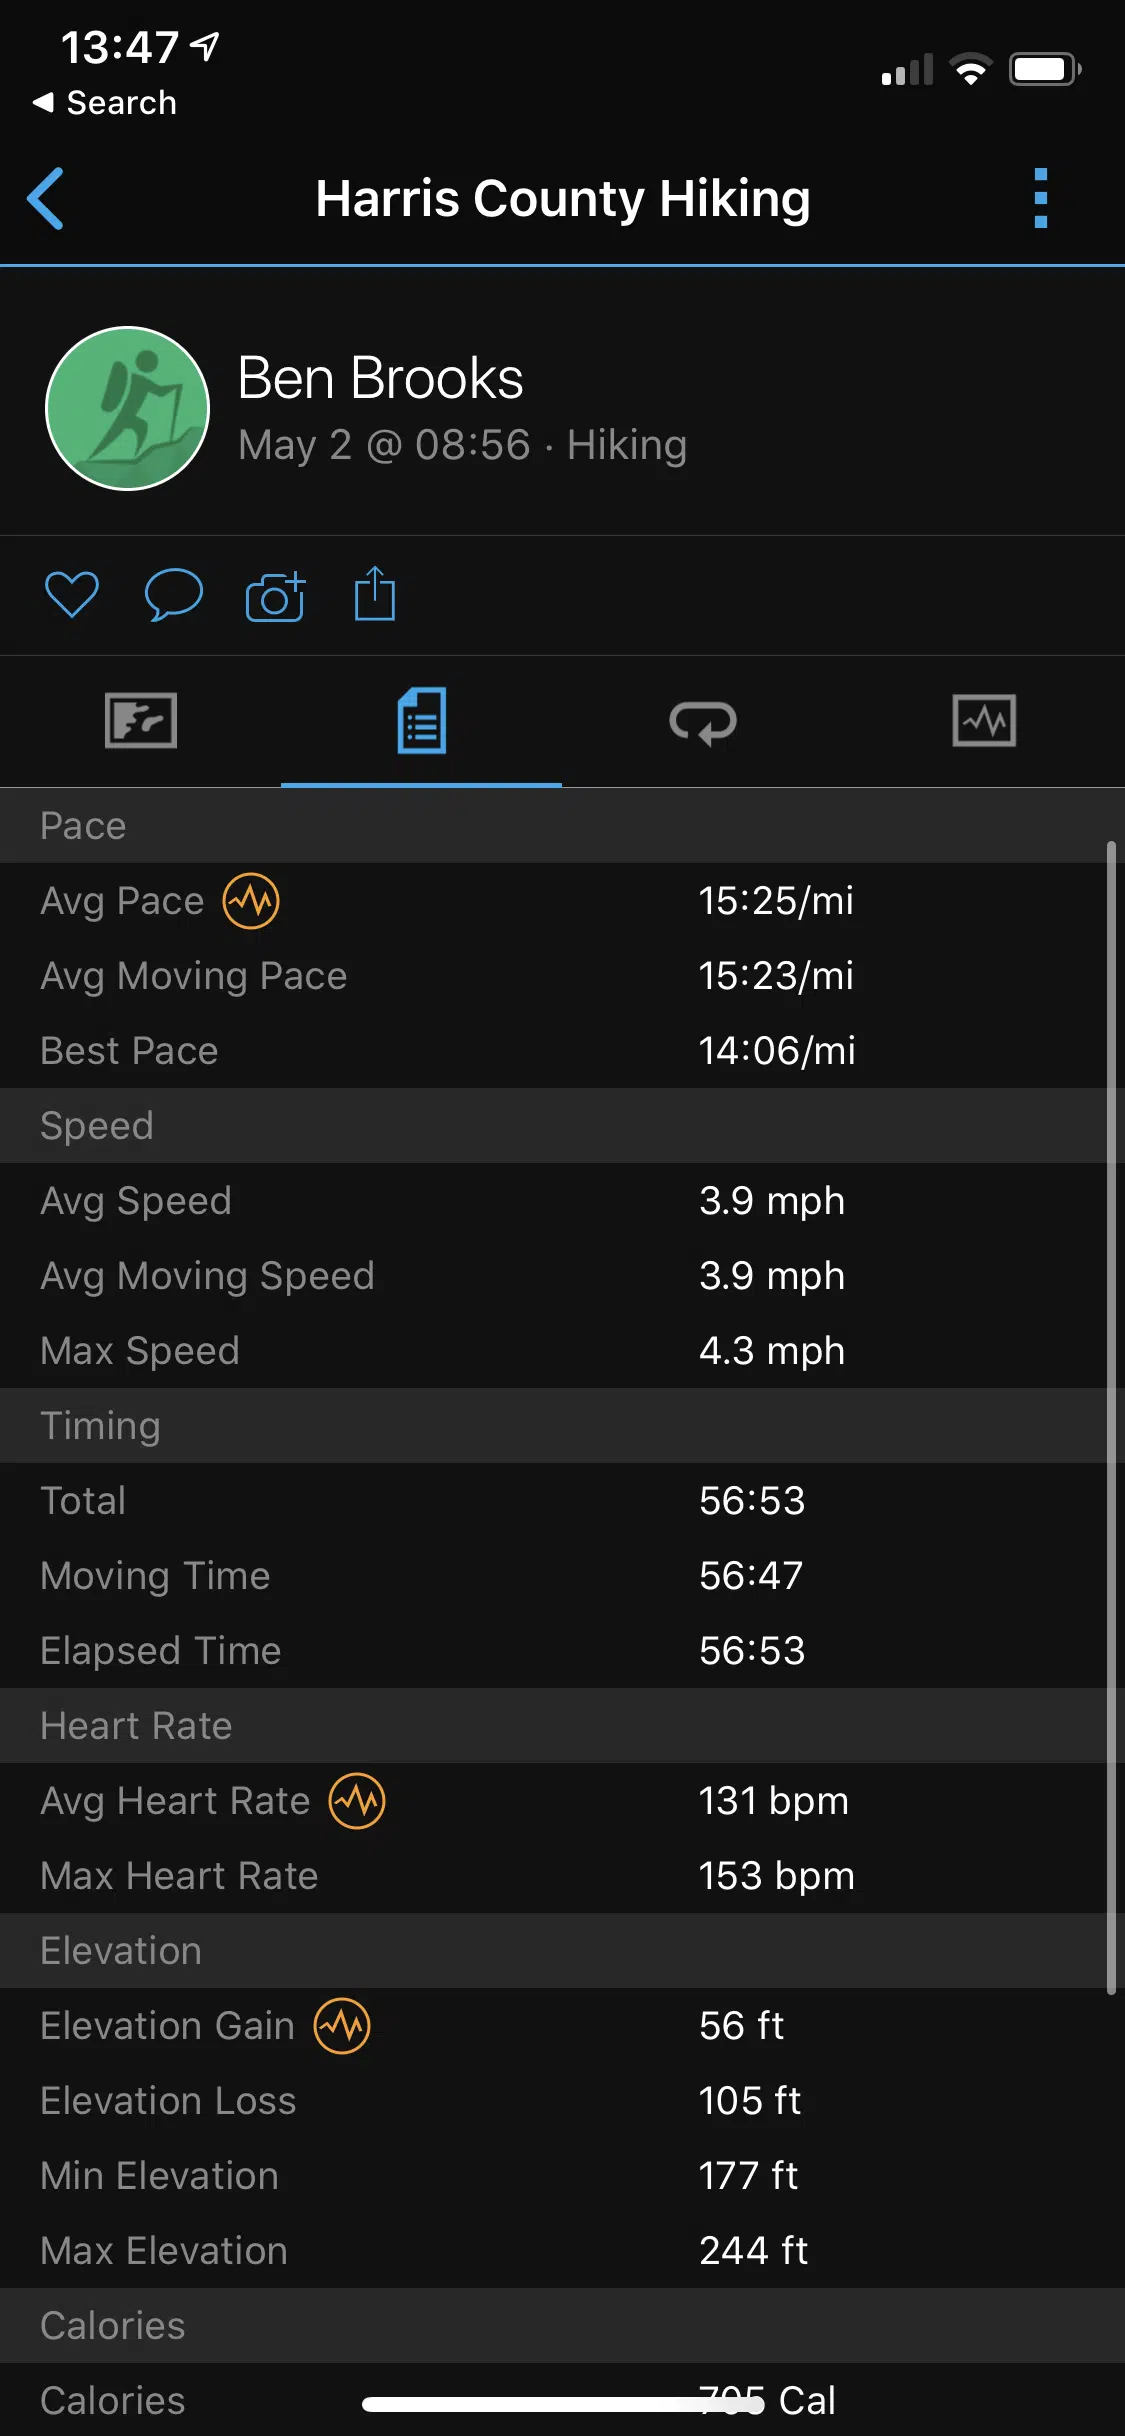 13:47
Search
Harris County Hiking
Ben Brooks
May 2 @ 08:56 · Hiking
Pace
Avg Pace 15:25/mi
Avg Moving Pace 15:23/mi
Best Pace 14:06/mi
Speed
Avg Speed 3.9 mph
Avg Moving Speed 3.9 mph
Max Speed 4.3 mph
Timing
Total 56:53
Moving Time 56:47
Elapsed Time 56:53
Heart Rate
Avg Heart Rate 131 bpm
Max Heart Rate 153 bpm
Elevation
Elevation Gain 56 ft
Elevation Loss 105 ft
Min Elevation 177 ft
Max Elevation 244 ft
Calories
Calories Cal